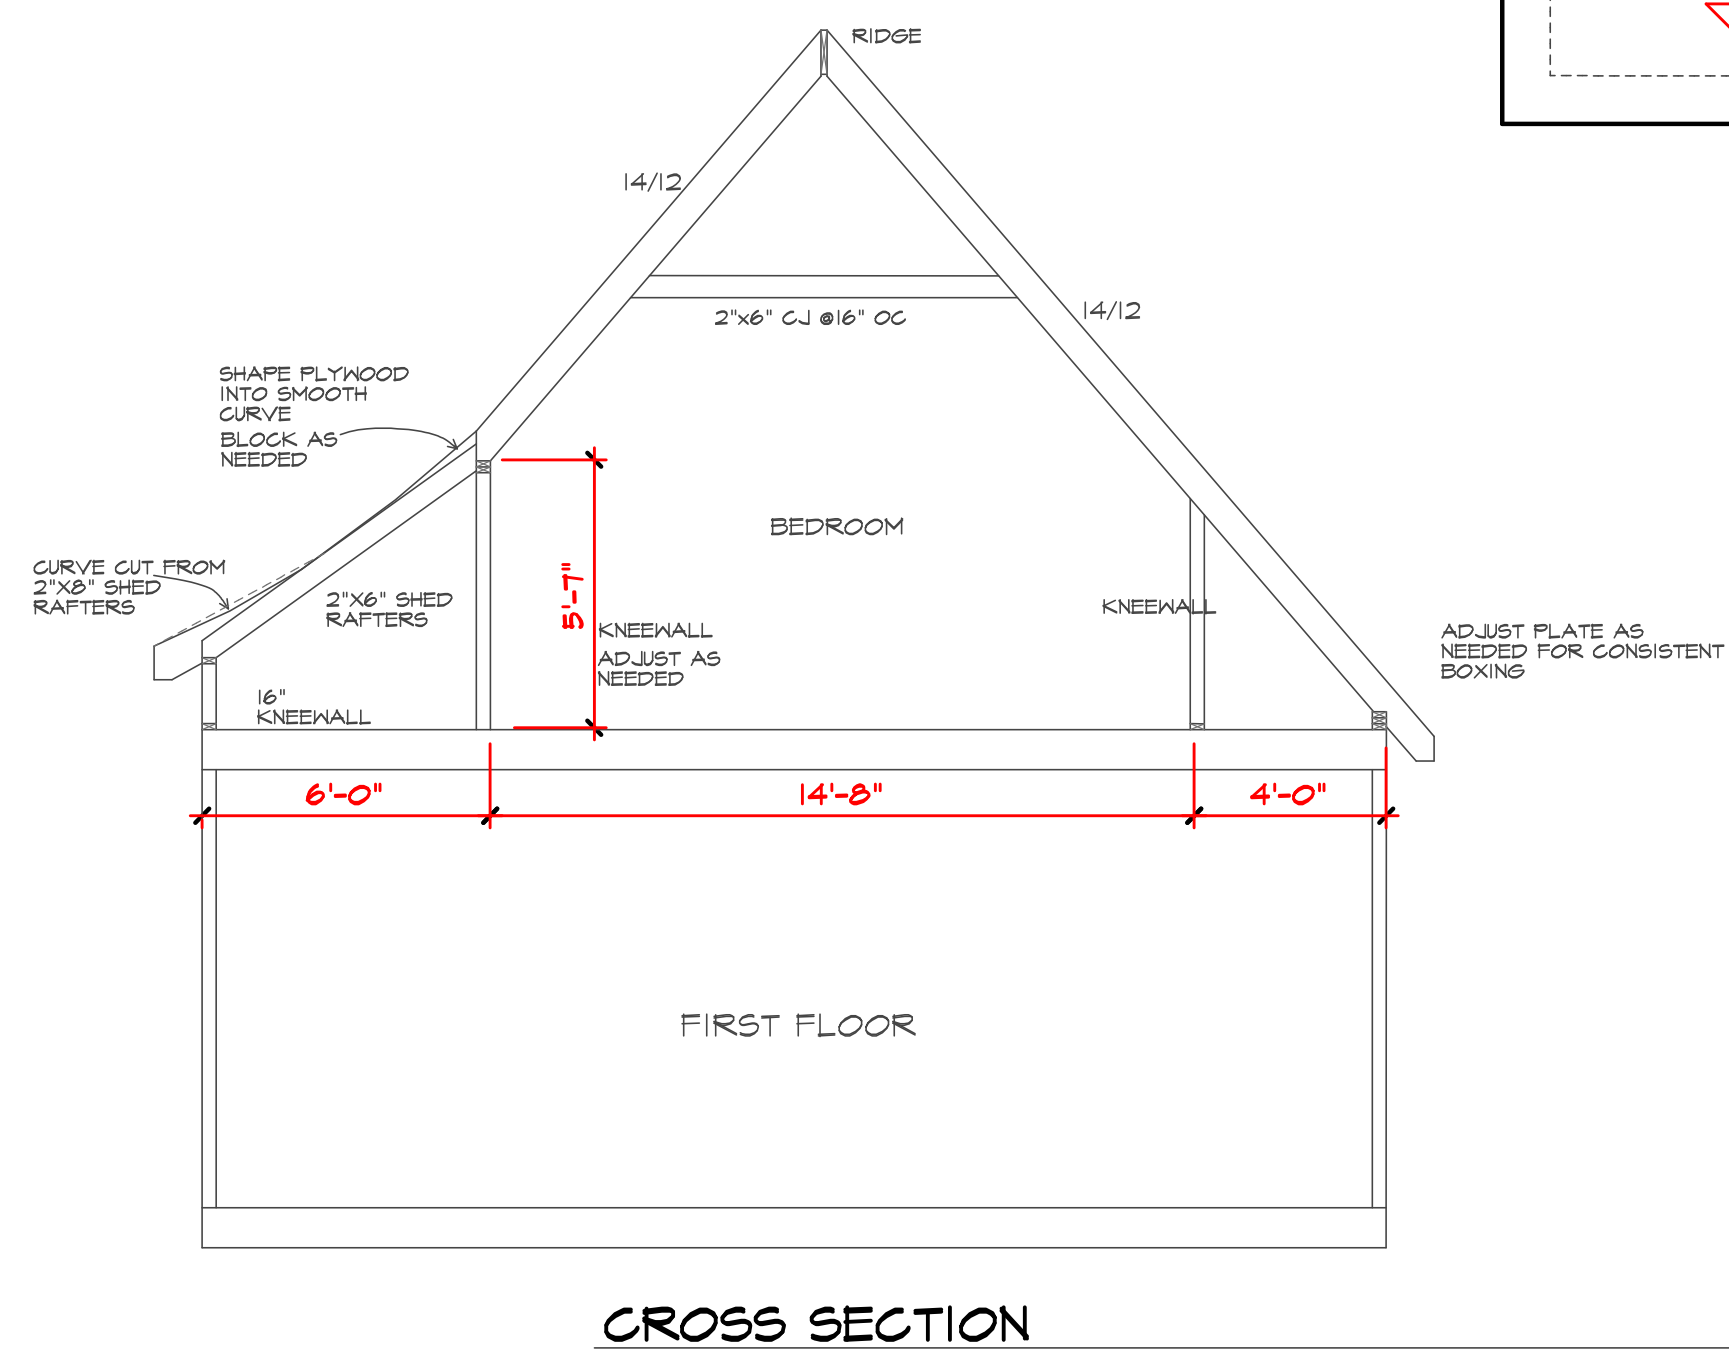 RIDGE
14/12
14/12
2"x6" CJ @16" OC
SHAPE PLYWOOD
INTO SMOOTH
CURVE
BLOCK AS
NEEDED
BEDROOM
CURVE CUT FROM
2"X8" SHED
RAFTERS
2"X6" SHED
RAFTERS
5'-7"
KNEEWALL
ADJUST AS
NEEDED
KNEEWALL
ADJUST PLATE AS
NEEDED FOR CONSISTENT
BOXING
16"
KNEEWALL
6'-0"
14'-8"
4'-0"
FIRST FLOOR
CROSS SECTION